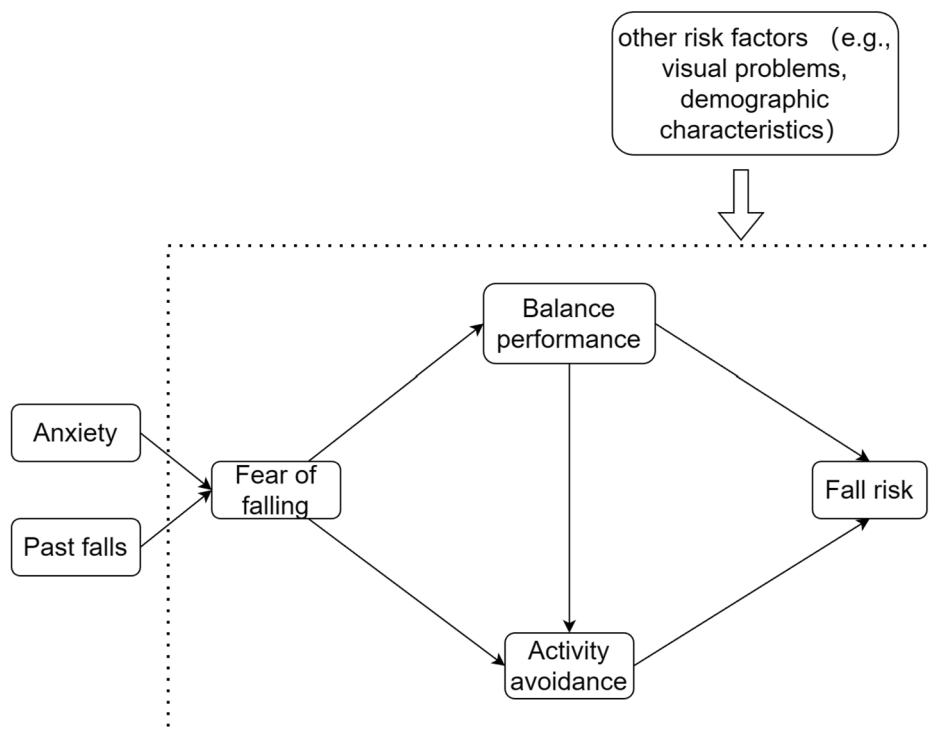 other risk factors （e.g.,
visual problems,
demographic
characteristics）
Balance
performance
Anxiety
Fear of
falling
Fall risk
Past falls
Activity
avoidance